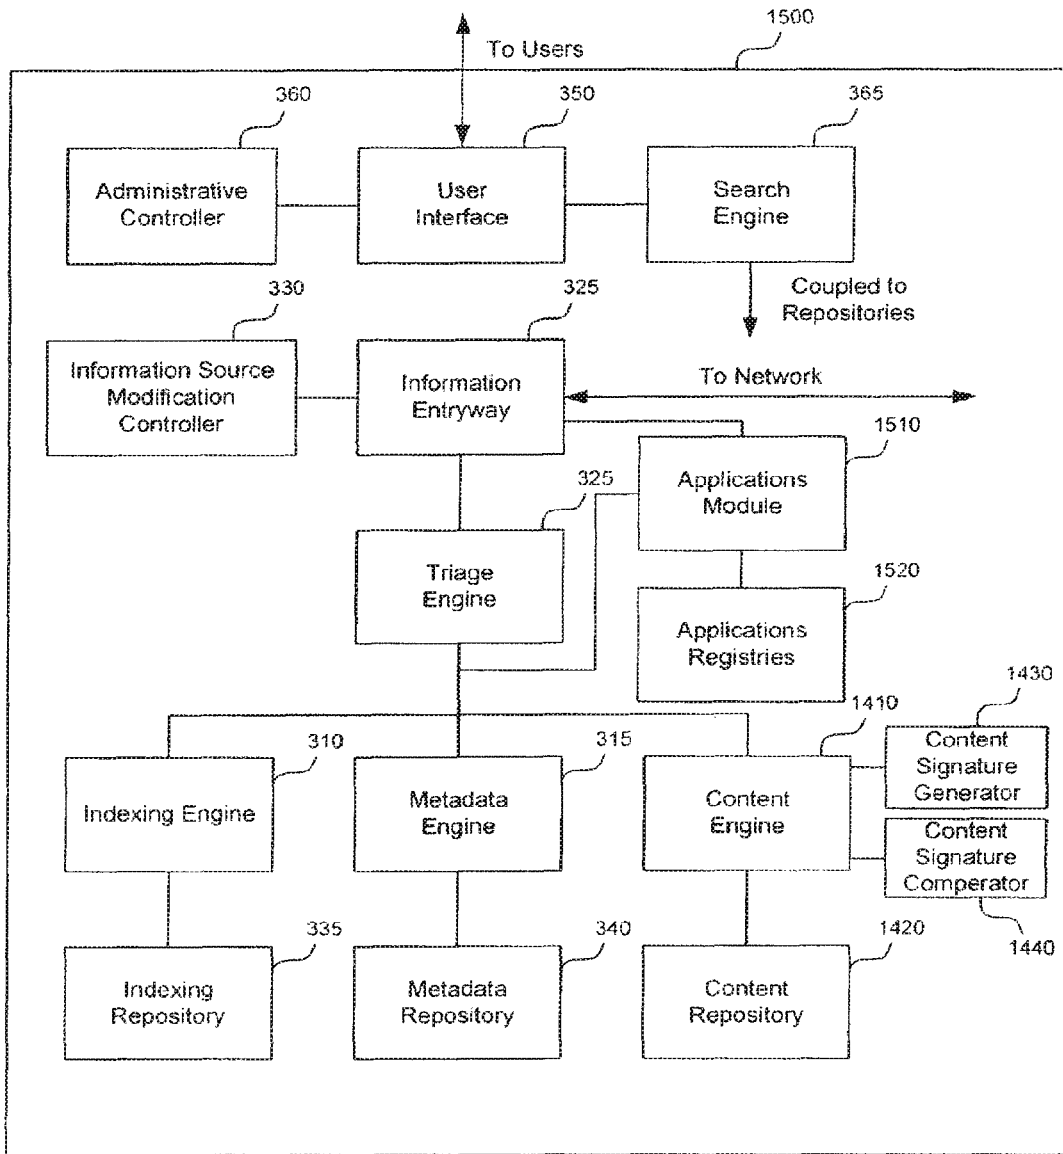 1500
To Users
360
350
365
Administrative
Controller
User
Interface
Search
Engine
330
325
Coupled to
Repositories
Information Source
Modification
Controller
Information
Entryway
To Network
1510
325
Applications
Module
Triage
Engine
1520
Applications
Registries
310
315
1410
1430
Indexing Engine
Metadata
Engine
Content
Engine
Content
Signature
Generator
Content
Signature
Comperator
335
340
1420
1440
Indexing
Repository
Metadata
Repository
Content
Repository